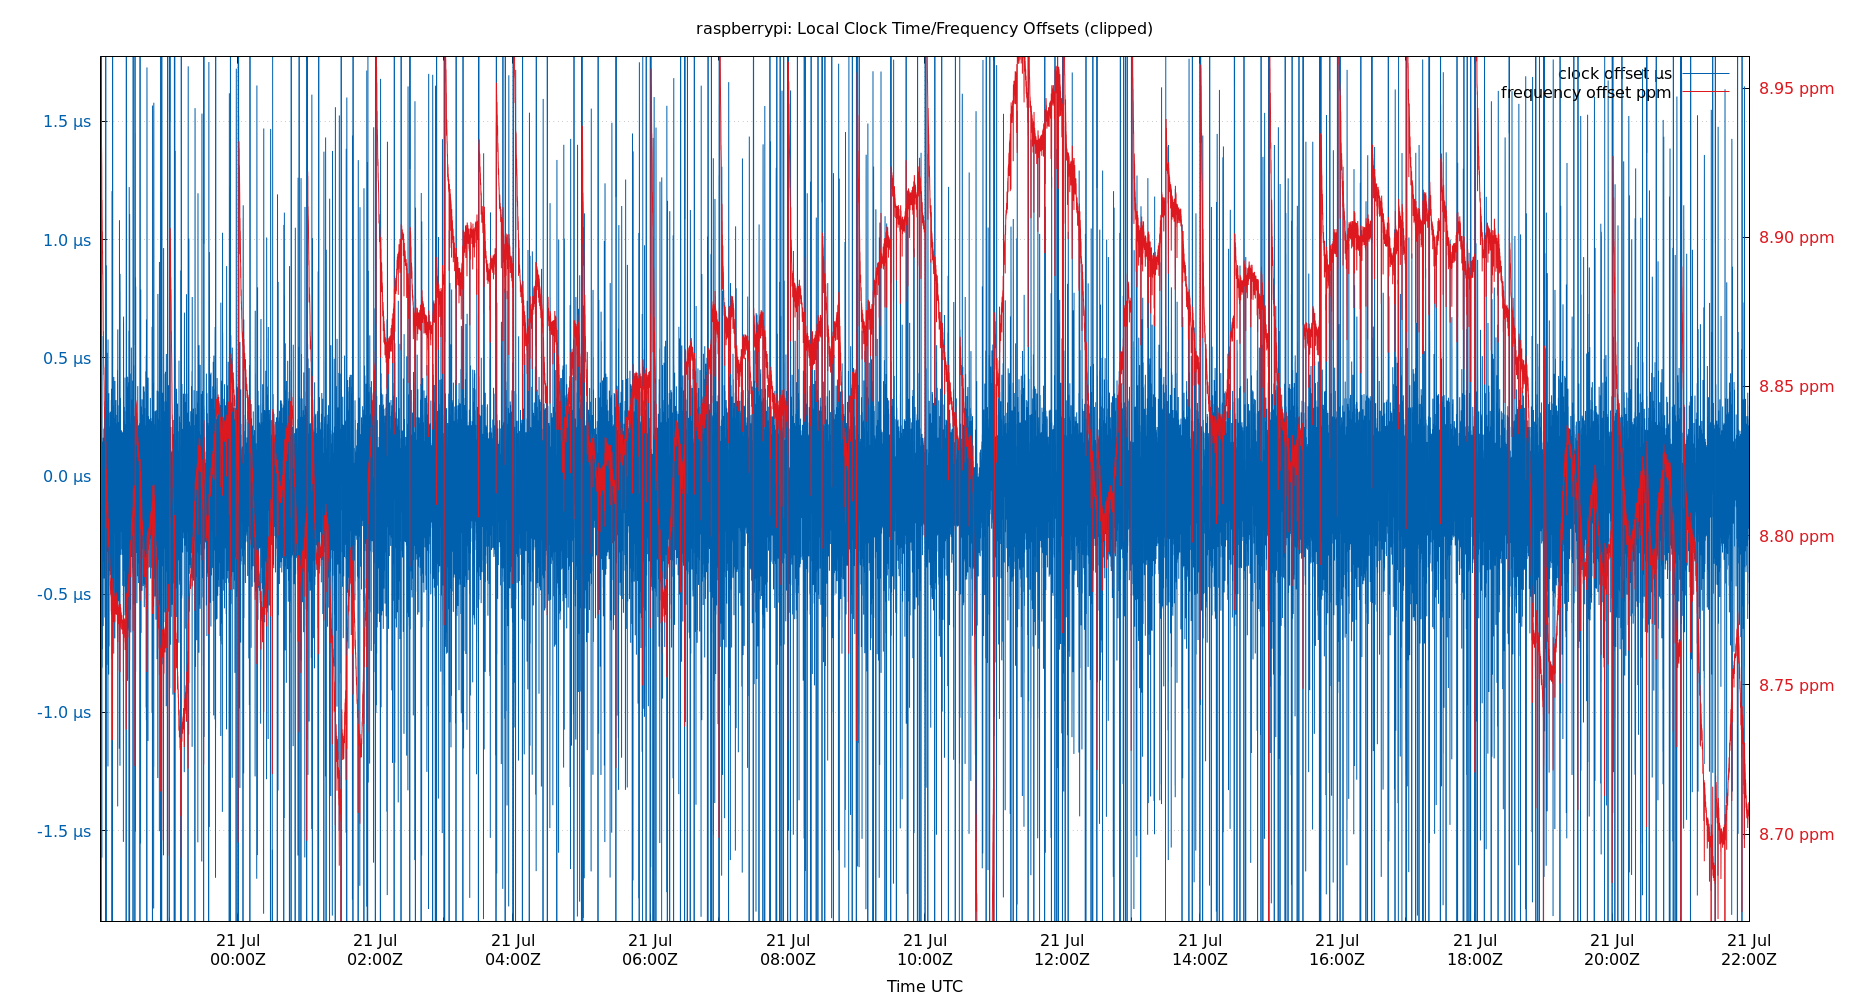 raspberrypi: Local Clock Time/Frequency Offsets (clipped)
clock offset µs
frequency offset ppm
1.5 µs
1.0 µs
0.5 µs
0.0 µs
-0.5 µs
-1.0 µs
-1.5 µs
8.95 ppm
8.90 ppm
8.85 ppm
8.80 ppm
8.75 ppm
8.70 ppm
21 Jul 21 Jul 21 Jul 21 Jul 21 Jul 21 Jul 21 Jul 21 Jul 21 Jul 21 Jul 21 Jul 21 Jul
00:00Z 02:00Z 04:00Z 06:00Z 08:00Z 10:00Z 12:00Z 14:00Z 16:00Z 18:00Z 20:00Z 22:00Z
Time UTC